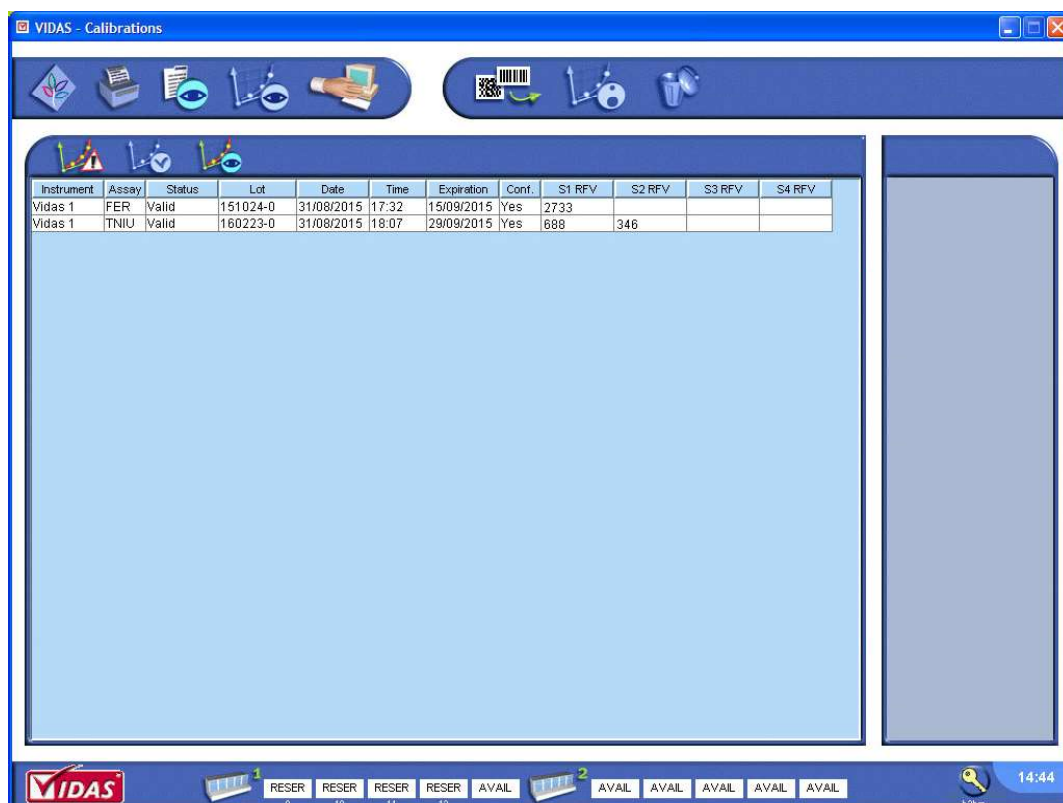 VIDAS - Calibrations
Instrument Assay Status Lot Date Time Expiration Conf. S1 RFV S2 RFV S3 RFV S4 RFV
Vidas 1 FER Valid 151024-0 31/08/2015 17:32 15/09/2015 Yes 2733
Vidas 1 TNIU Valid 160223-0 31/08/2015 18:07 29/09/2015 Yes 688 346
VIDAS 1 RESER RESER RESER RESER AVAIL 2 AVAIL AVAIL AVAIL AVAIL AVAIL 14:44